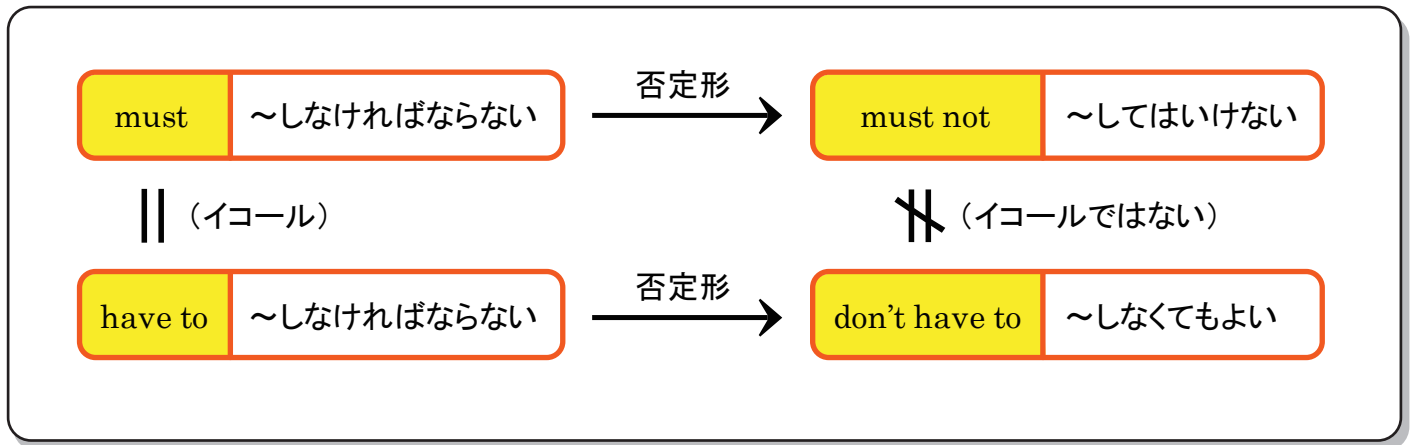 否定形
must ～しなければならない must not ～してはいけない
（イコール） （イコールではない）
否定形
have to ～しなければならない don't have to ～しなくてもよい